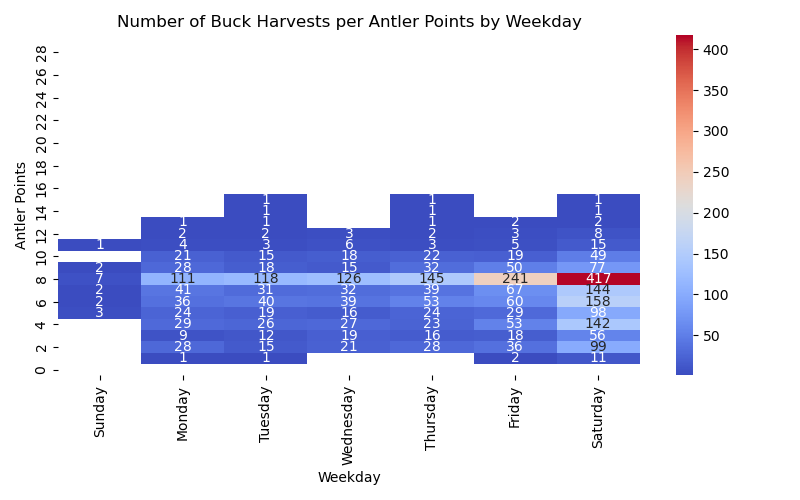 Number of Buck Harvests per Antler Points by Weekday
Antler Points
28
26
24
22
20
18
16
14
12
10
8
6
4
2
0
1 1 1
1 1 1
1 1 1 2 2
2 2 3 2 3 8
1 4 3 6 3 5 15
21 15 18 22 19 49
2 28 18 15 35 50 77
7 111 118 126 145 241 417
2 41 31 32 39 67 144
2 36 40 39 53 60 158
3 24 19 16 24 29 98
29 26 27 23 53 142
9 12 19 16 18 56
28 15 21 28 36 99
1 1 2 11
Sunday
Monday
Tuesday
Wednesday
Thursday
Friday
Saturday
Weekday
400
350
300
250
200
150
100
50